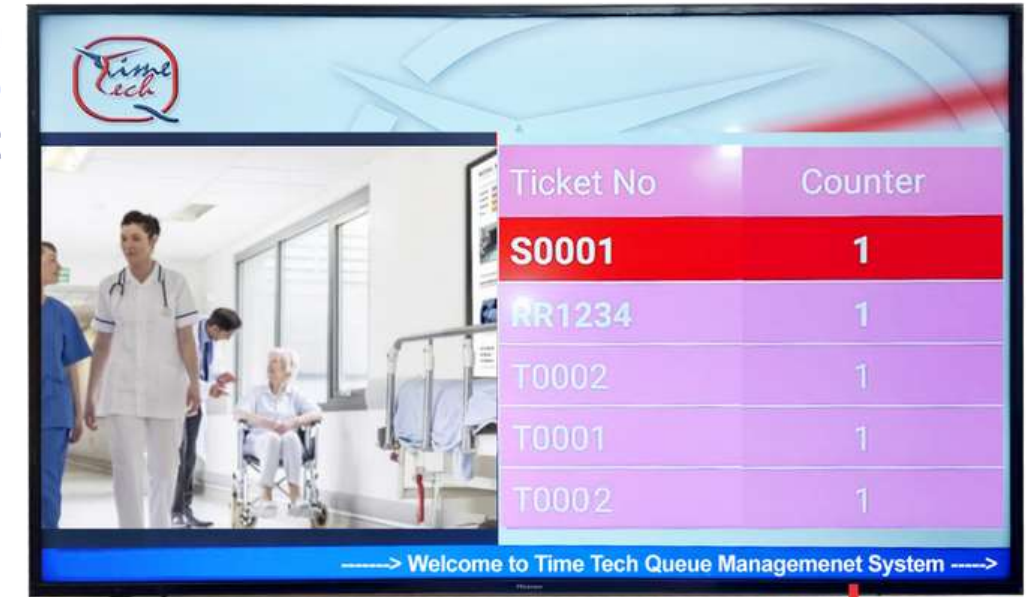 Time
Tech
Ticket No Counter
S0001 1
RR1234 1
T0002 1
T0001 1
T0002 1
-------> Welcome to Time Tech Queue Managemenet System ----->
Hisense